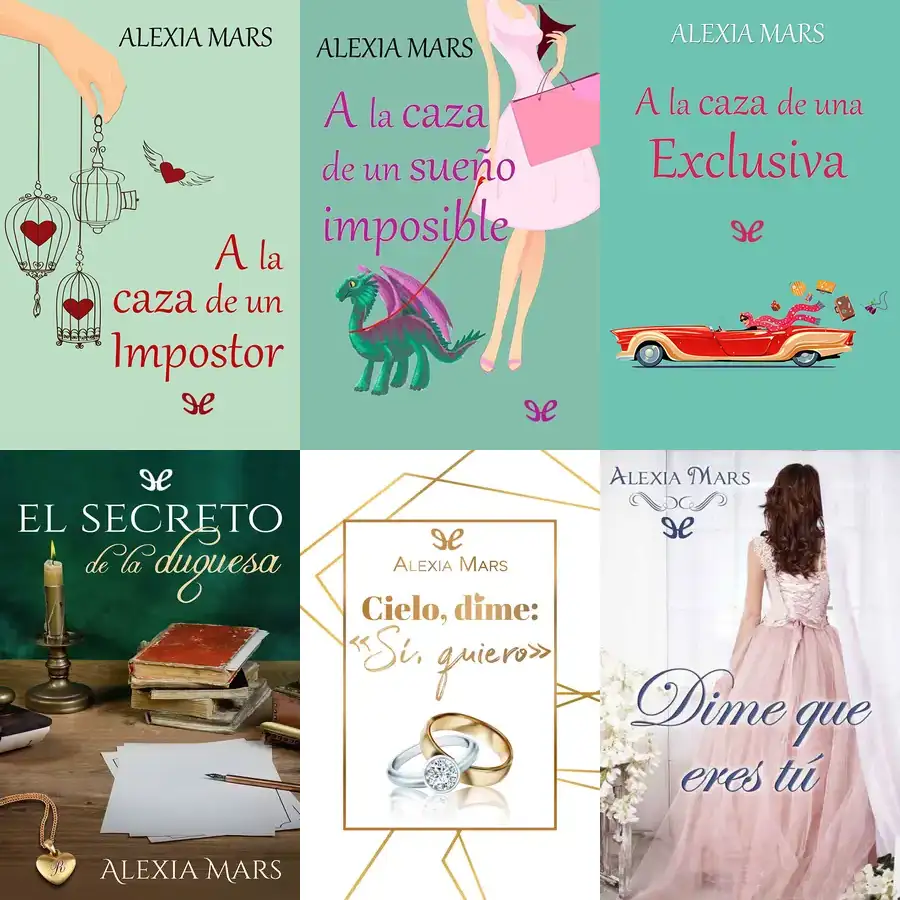 ALEXIA MARS
A la
caza de un
Impostor
ALEXIA MARS
A la caza
de un sueño
imposible
ALEXIA MARS
A la caza de una
Exclusiva
EL SECRETO
de la duquesa
ALEXIA MARS
ALEXIA MARS
Cielo, dime:
«Sí, quiero»
ALEXIA MARS
Dime que
eres tú